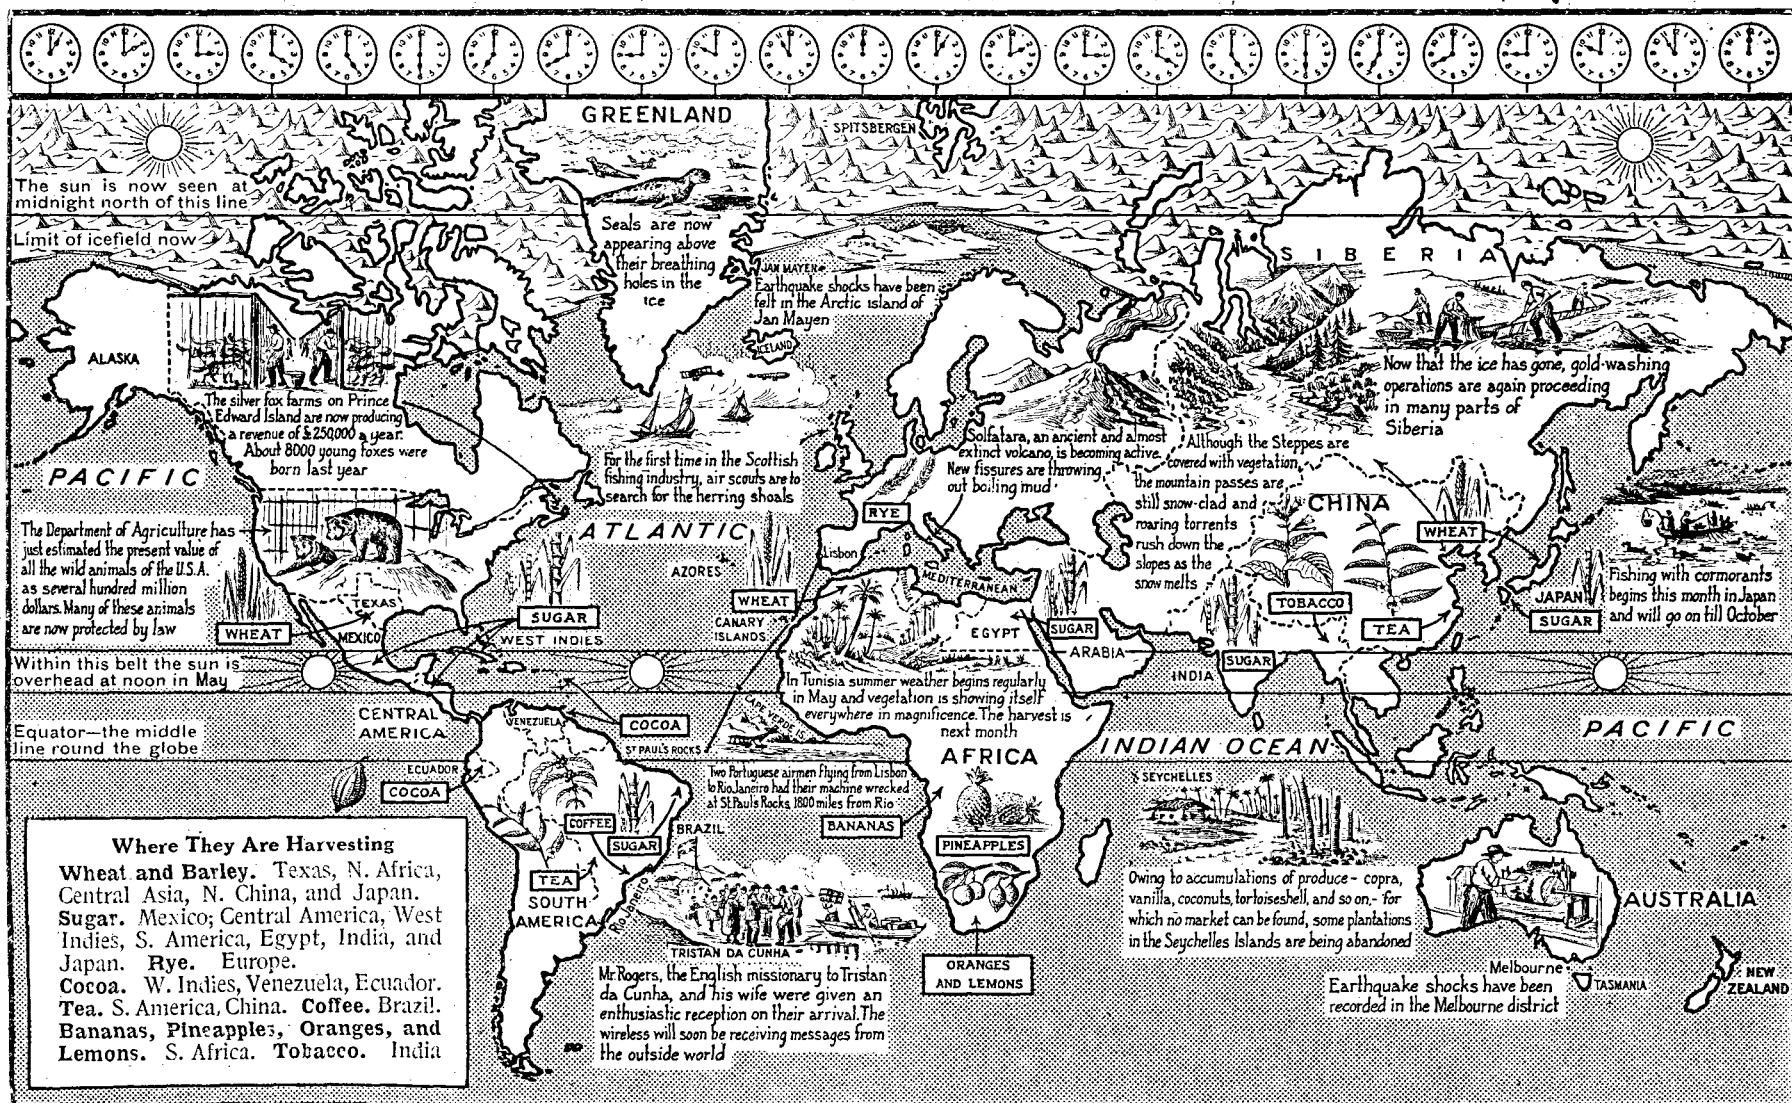 GREENLAND
SPITSBERGEN
The sun is now seen at
midnight north of this line
Limit of icefield now
Seals are now
appearing above
their breathing
holes in the
ice
JAN MAYEN
Earthquake shocks have been
felt in the Arctic island of
Jan Mayen
ICELAND
SIBERIA
Now that the ice has gone, gold-washing
operations are again proceeding
in many parts of
Siberia
ALASKA
The silver fox farms on Prince
Edward Island are now producing
a revenue of £250,000 a year.
About 8000 young foxes were
born last year
PACIFIC
For the first time in the Scottish
fishing industry, air scouts are to
search for the herring shoals
Solfatara, an ancient and almost
extinct volcano, is becoming active.
New fissures are throwing
out boiling mud
Although the Steppes are
covered with vegetation,
the mountain passes are
still snow-clad and
roaring torrents
rush down the
slopes as the
snow melts
CHINA
RYE
WHEAT
The Department of Agriculture has
just estimated the present value of
all the wild animals of the U.S.A.
as several hundred million
dollars. Many of these animals
are now protected by law
ATLANTIC
AZORES
Lisbon
MEDITERRANEAN
Fishing with cormorants
begins this month in Japan
and will go on till October
JAPAN
SUGAR
TEXAS
WHEAT
MEXICO
SUGAR
WEST INDIES
WHEAT
CANARY
ISLANDS
EGYPT
SUGAR
ARABIA
TOBACCO
TEA
INDIA
SUGAR
Within this belt the sun is
overhead at noon in May
In Tunisia summer weather begins regularly
in May and vegetation is showing itself
everywhere in magnificence. The harvest is
next month
CENTRAL
AMERICA
VENEZUELA
COCOA
CAPE VERDE IS
Equator—the middle
line round the globe
ST PAUL'S ROCKS
AFRICA
INDIAN OCEAN
PACIFIC
ECUADOR
COCOA
Two Portuguese airmen flying from Lisbon
to Rio Janeiro had their machine wrecked
at St Pauls Rocks, 1800 miles from Rio
SEYCHELLES
COFFEE
SUGAR
BRAZIL
BANANAS
PINEAPPLES
TEA
SOUTH
AMERICA
Rio Janeiro
TRISTAN DA CUNHA
Mr Rogers, the English missionary to Tristan
da Cunha, and his wife were given an
enthusiastic reception on their arrival. The
wireless will soon be receiving messages from
the outside world
ORANGES
AND LEMONS
Owing to accumulations of produce - copra,
vanilla, coconuts, tortoiseshell, and so on, - for
which no market can be found, some plantations
in the Seychelles Islands are being abandoned
AUSTRALIA
Melbourne
Earthquake shocks have been
recorded in the Melbourne district
TASMANIA
NEW
ZEALAND
Where They Are Harvesting
Wheat and Barley. Texas, N. Africa,
Central Asia, N. China, and Japan.
Sugar. Mexico, Central America, West
Indies, S. America, Egypt, India, and
Japan. Rye. Europe.
Cocoa. W. Indies, Venezuela, Ecuador.
Tea. S. America, China. Coffee. Brazil.
Bananas, Pineapples, Oranges, and
Lemons. S. Africa. Tobacco. India